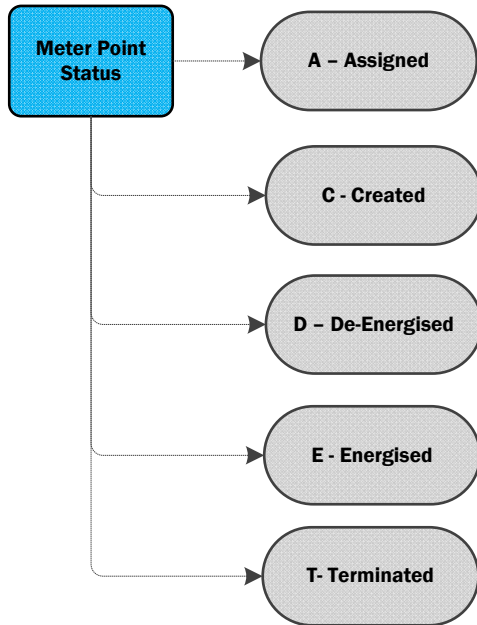 Meter Point
Status
A – Assigned
C - Created
D – De-Energised
E - Energised
T- Terminated